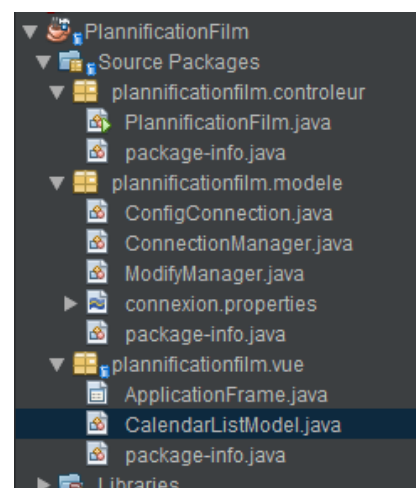 PlannificationFilm
Source Packages
plannificationfilm.controleur
PlannificationFilm.java
package-info.java
plannificationfilm.modele
ConfigConnection.java
ConnectionManager.java
ModifyManager.java
connexion.properties
package-info.java
plannificationfilm.vue
ApplicationFrame.java
CalendarListModel.java
package-info.java
Libraries